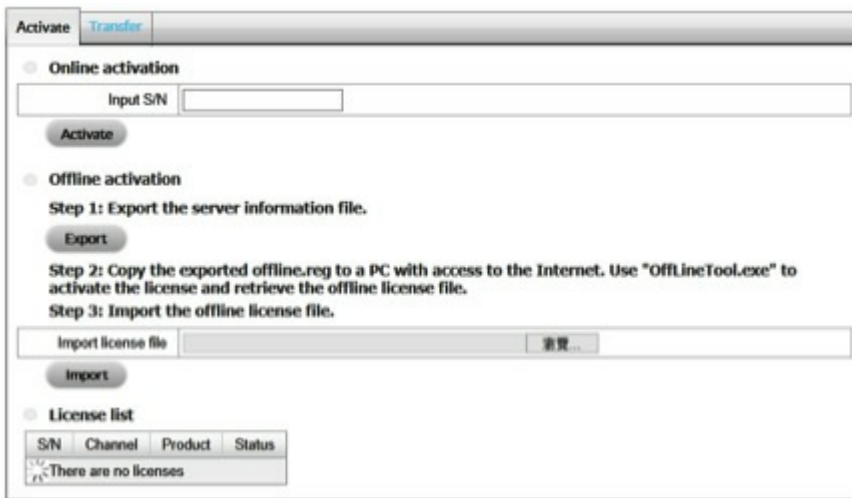 Activate Transfer
Online activation
Input S/N
Activate
Offline activation
Step 1: Export the server information file.
Export
Step 2: Copy the exported offline.reg to a PC with access to the Internet. Use "OffLineTool.exe" to
activate the license and retrieve the offline license file.
Step 3: Import the offline license file.
Import license file 瀏覽...
Import
License list
S/N Channel Product Status
There are no licenses